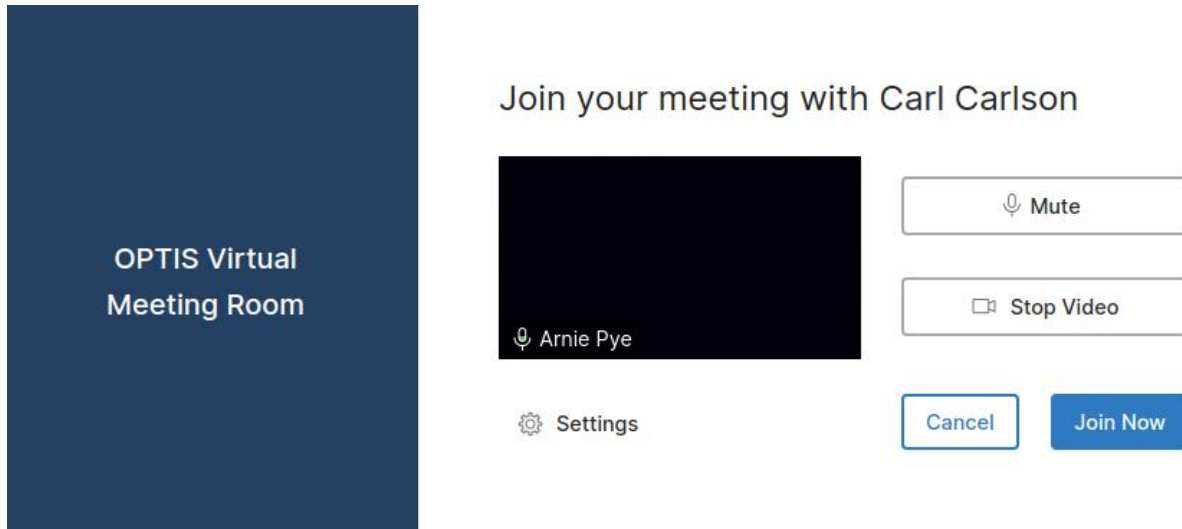 OPTIS Virtual
Meeting Room
Join your meeting with Carl Carlson
Arnie Pye
Mute
Stop Video
Settings
Cancel
Join Now